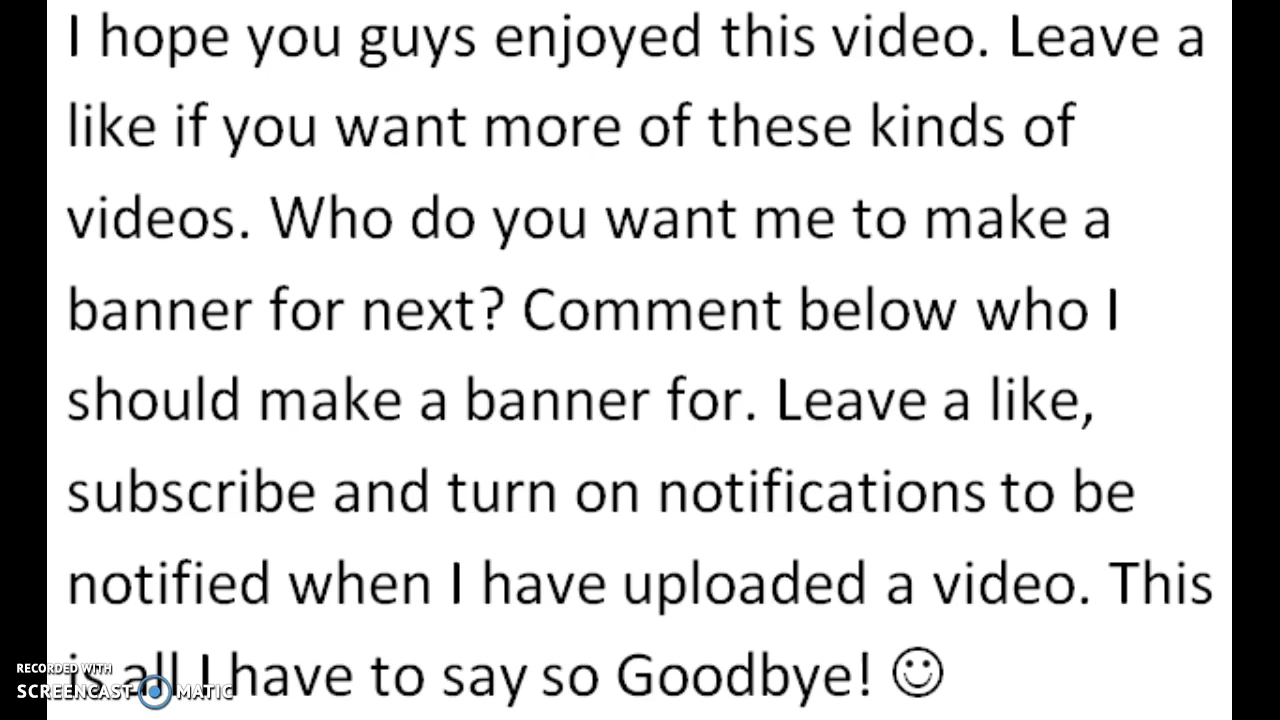 I hope you guys enjoyed this video. Leave a
like if you want more of these kinds of
videos. Who do you want me to make a
banner for next? Comment below who I
should make a banner for. Leave a like,
subscribe and turn on notifications to be
notified when I have uploaded a video. This
is all I have to say so Goodbye! ☺
RECORDED WITH
SCREENCAST MATIC